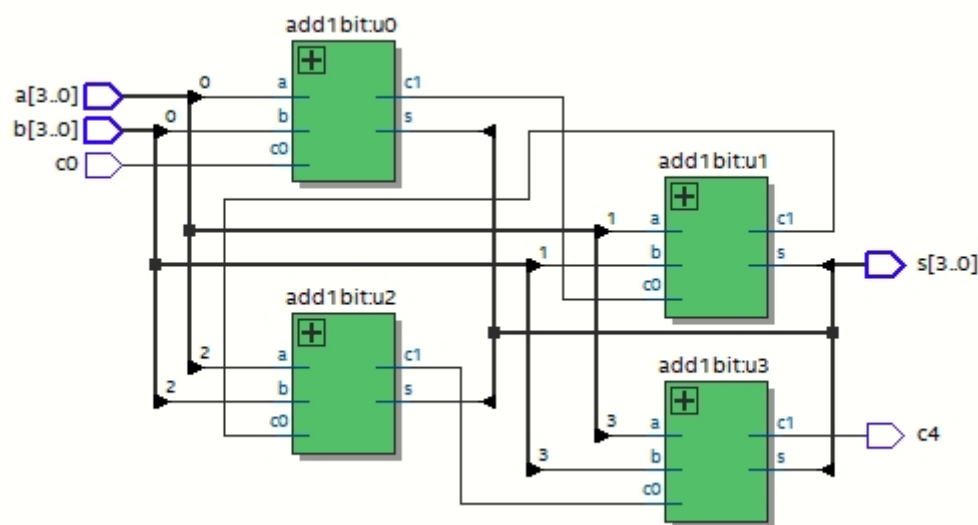 add1bit:u0
a[3..0]
0
a
c1
b[3..0]
0
b
s
c0
c0
add1bit:u1
1
a
c1
1
b
s
s[3..0]
c0
add1bit:u2
2
a
c1
2
b
s
c0
add1bit:u3
3
a
c1
c4
3
b
s
c0